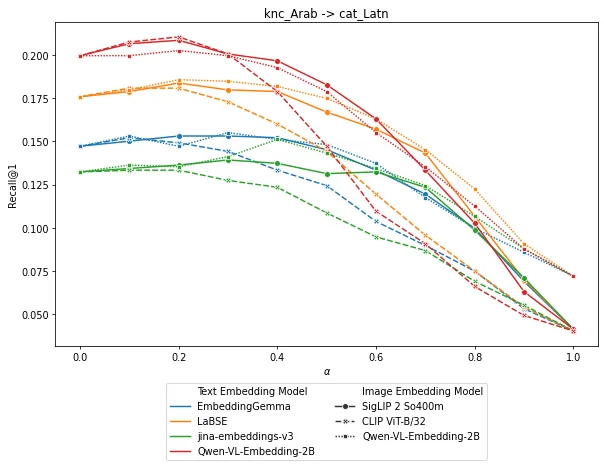 knc_Arab -> cat_Latn
Recall@1
0.200
0.175
0.150
0.125
0.100
0.075
0.050
0.0
0.2
0.4
0.6
0.8
1.0
α
Text Embedding Model
EmbeddingGemma
LaBSE
jina-embeddings-v3
Qwen-VL-Embedding-2B
Image Embedding Model
SigLIP 2 So400m
CLIP ViT-B/32
Qwen-VL-Embedding-2B